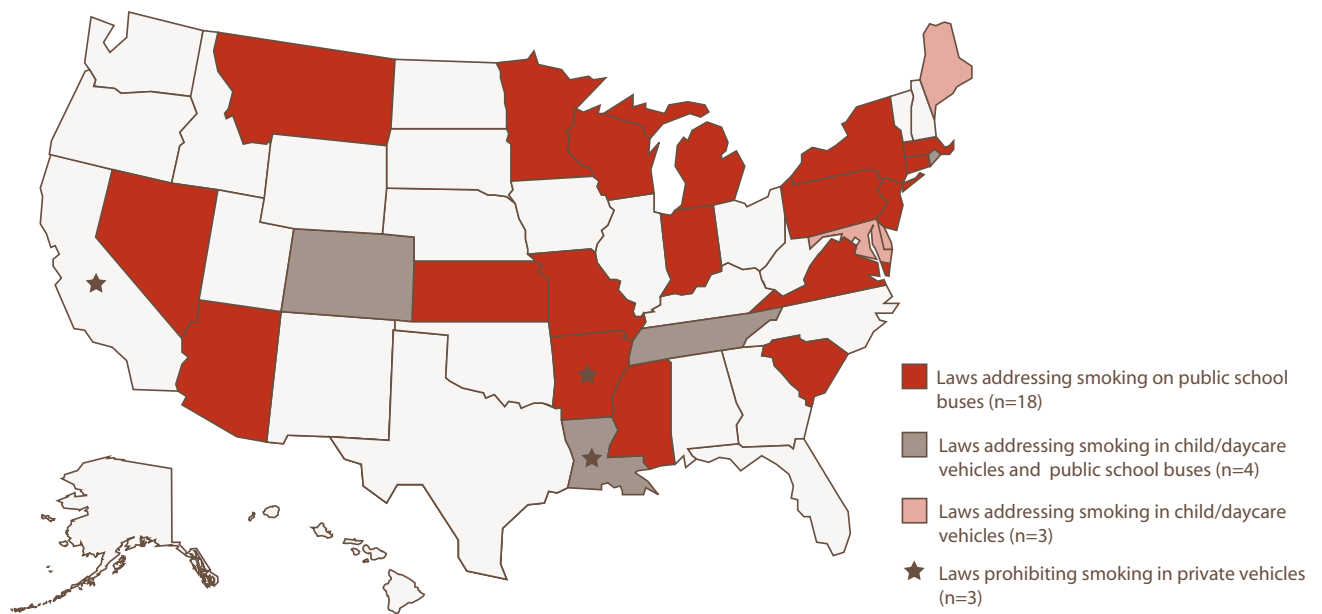 Laws addressing smoking on public school
buses (n=18)
Laws addressing smoking in child/daycare
vehicles and public school buses (n=4)
Laws addressing smoking in child/daycare
vehicles (n=3)
Laws prohibiting smoking in private vehicles
(n=3)